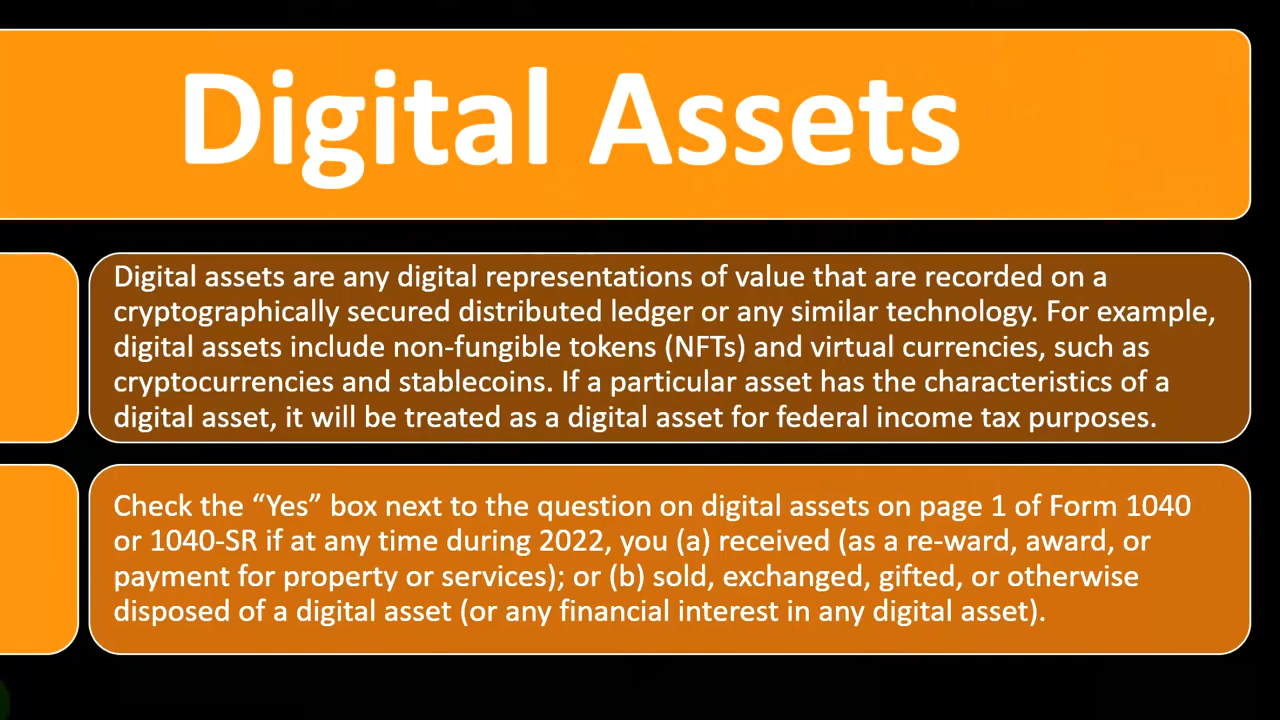 Digital Assets
Digital assets are any digital representations of value that are recorded on a
cryptographically secured distributed ledger or any similar technology. For example,
digital assets include non-fungible tokens (NFTs) and virtual currencies, such as
cryptocurrencies and stablecoins. If a particular asset has the characteristics of a
digital asset, it will be treated as a digital asset for federal income tax purposes.
Check the “Yes” box next to the question on digital assets on page 1 of Form 1040
or 1040-SR if at any time during 2022, you (a) received (as a re-ward, award, or
payment for property or services); or (b) sold, exchanged, gifted, or otherwise
disposed of a digital asset (or any financial interest in any digital asset).